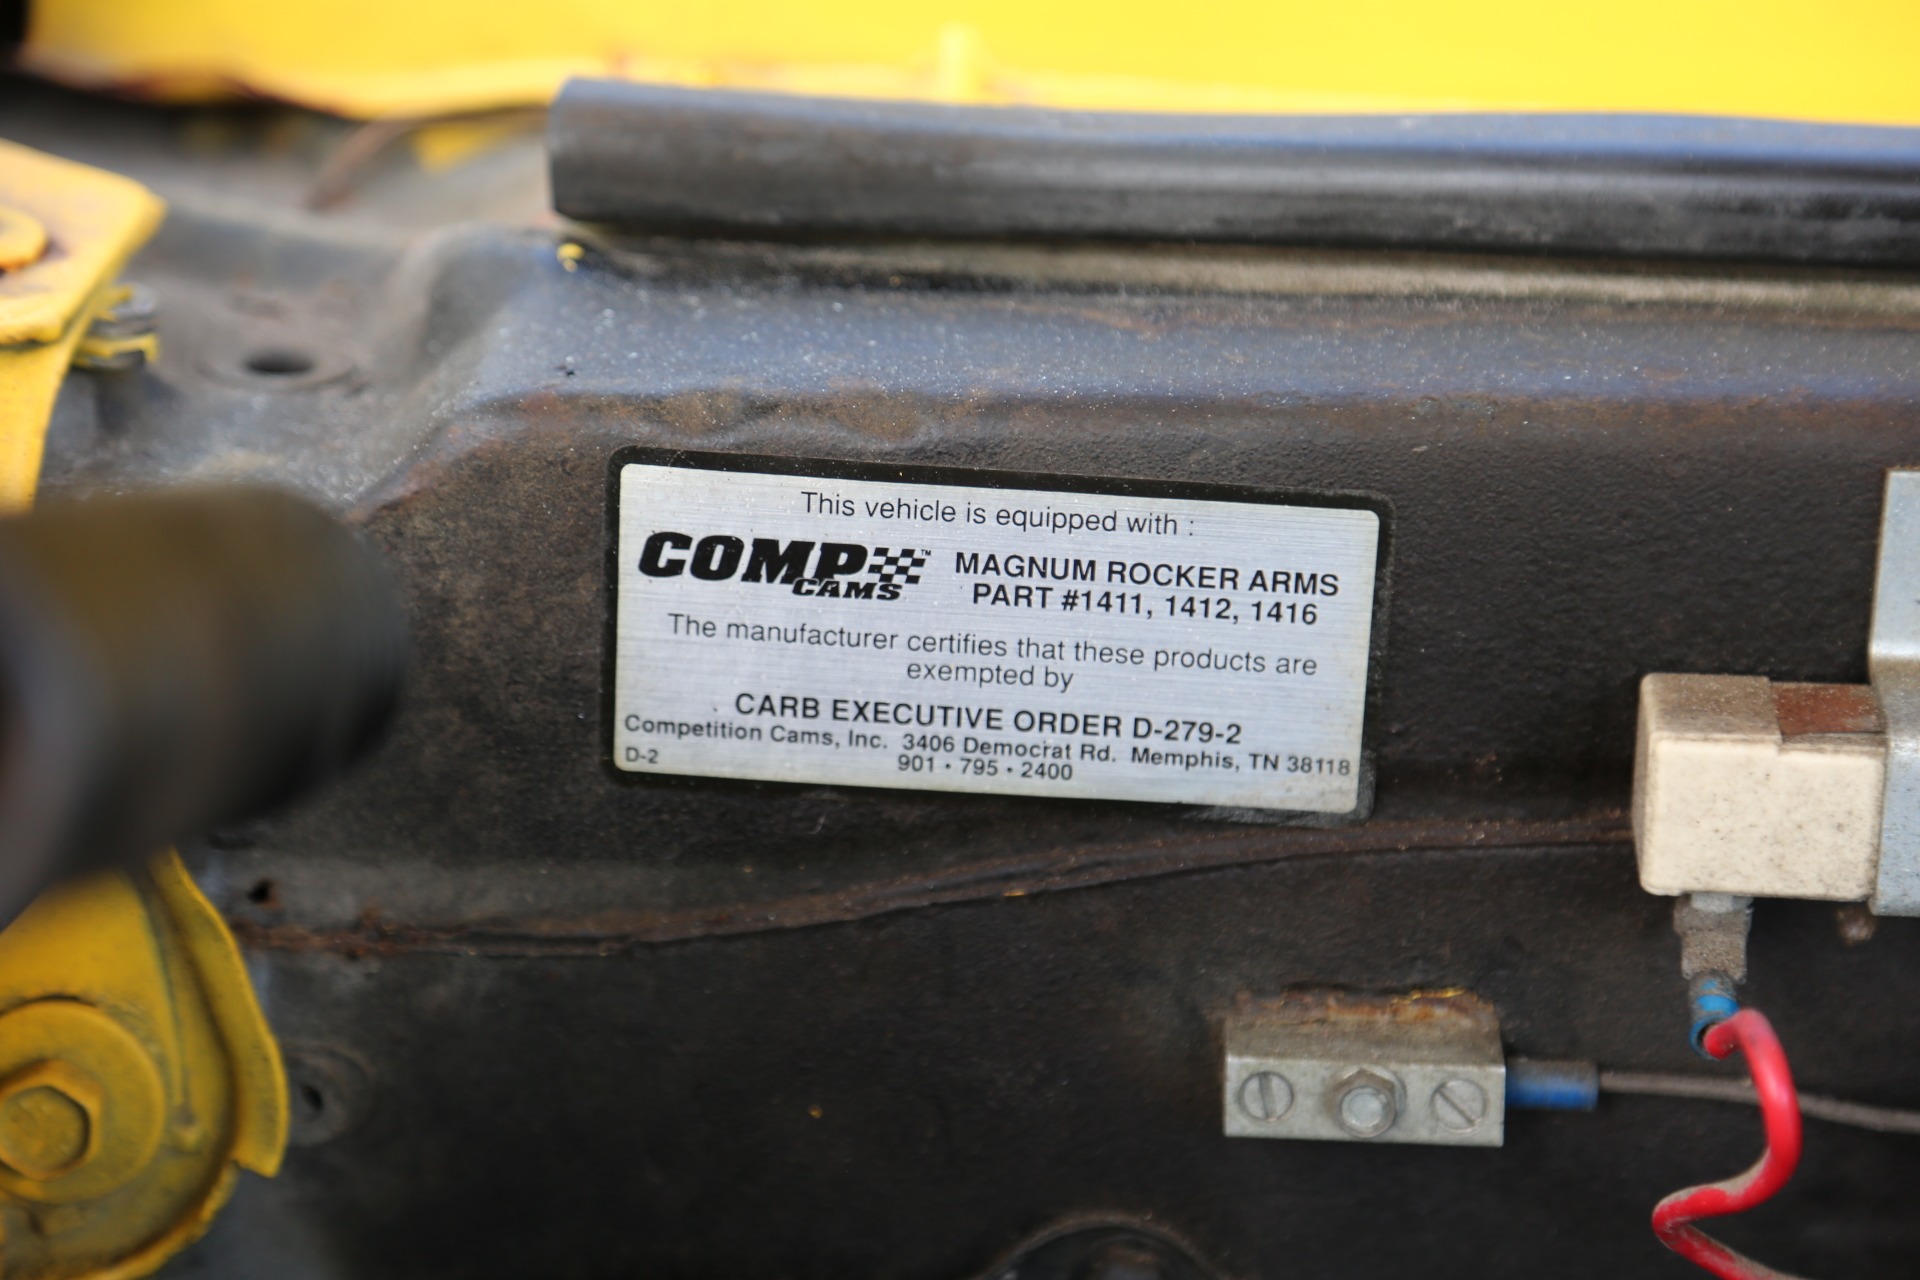 This vehicle is equipped with :
COMP CAMS™
MAGNUM ROCKER ARMS
PART #1411, 1412, 1416
The manufacturer certifies that these products are
exempted by
CARB EXECUTIVE ORDER D-279-2
Competition Cams, Inc. 3406 Democrat Rd. Memphis, TN 38118
D-2
901 • 795 • 2400